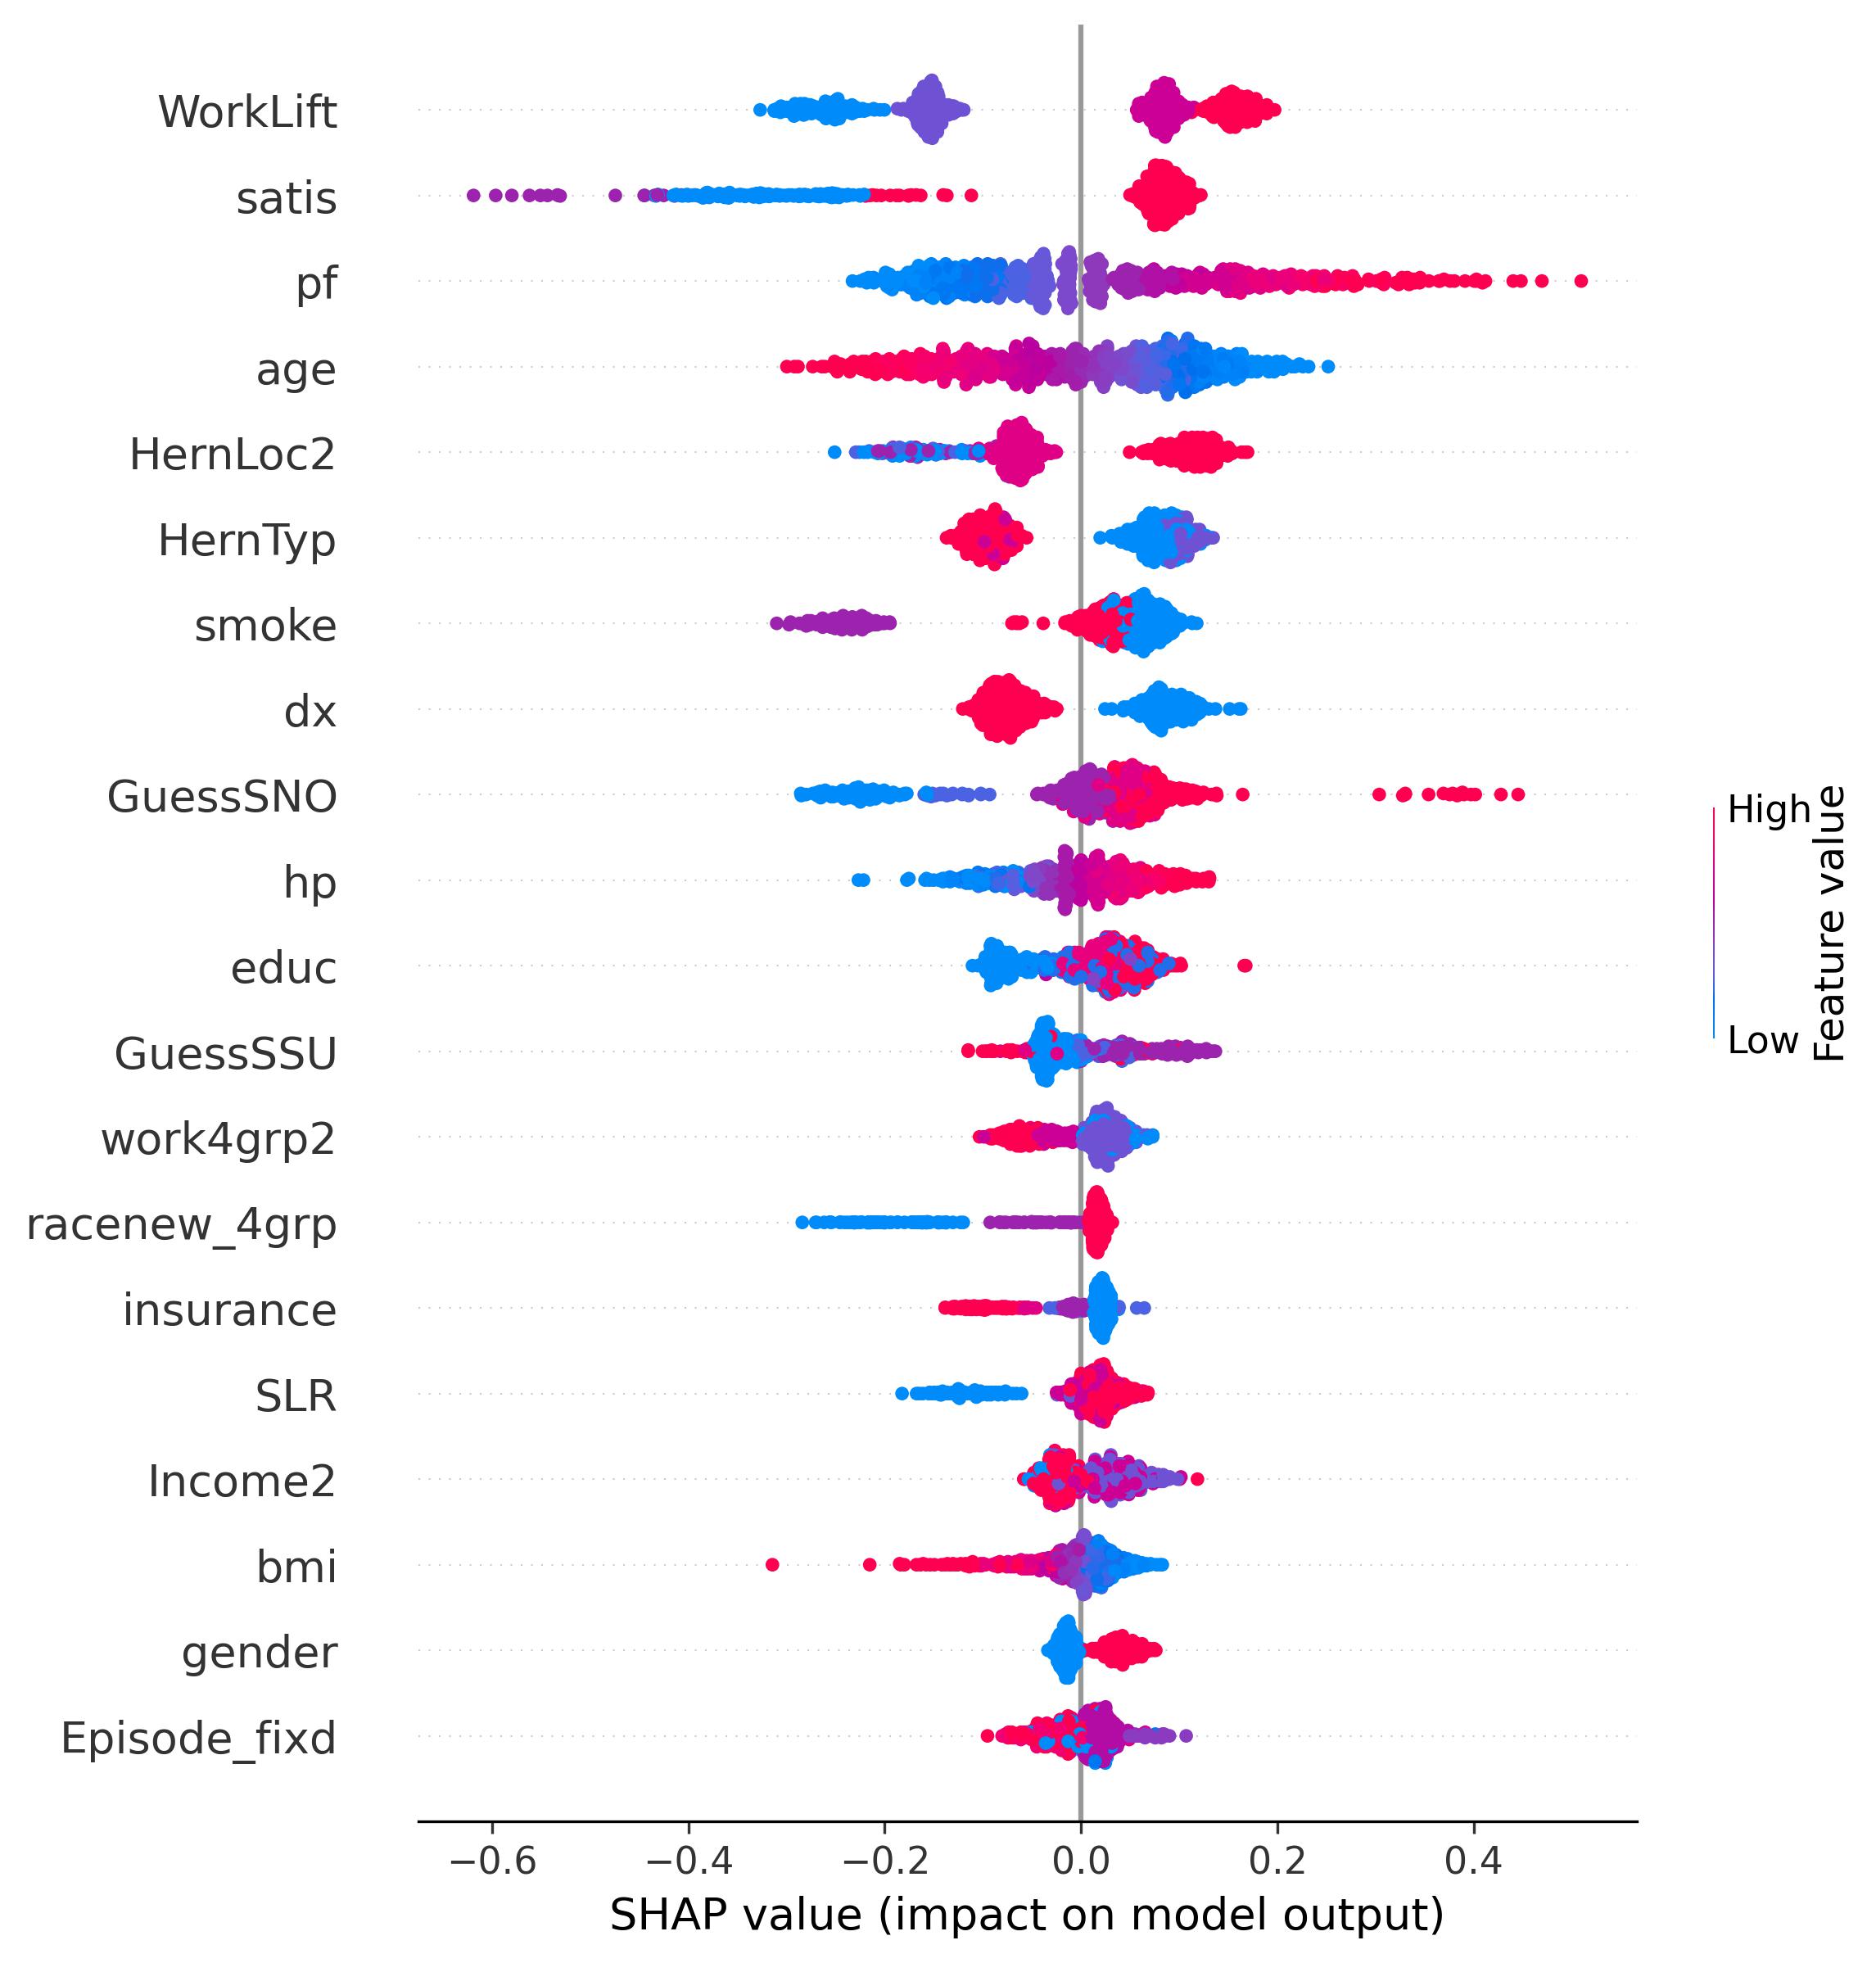 WorkLift
satis
pf
age
HernLoc2
HernTyp
smoke
dx
GuessSNO
hp
educ
GuessSSU
work4grp2
racenew_4grp
insurance
SLR
Income2
bmi
gender
Episode_fixd
−0.6 −0.4 −0.2 0.0 0.2 0.4
SHAP value (impact on model output)
High
Low
Feature value